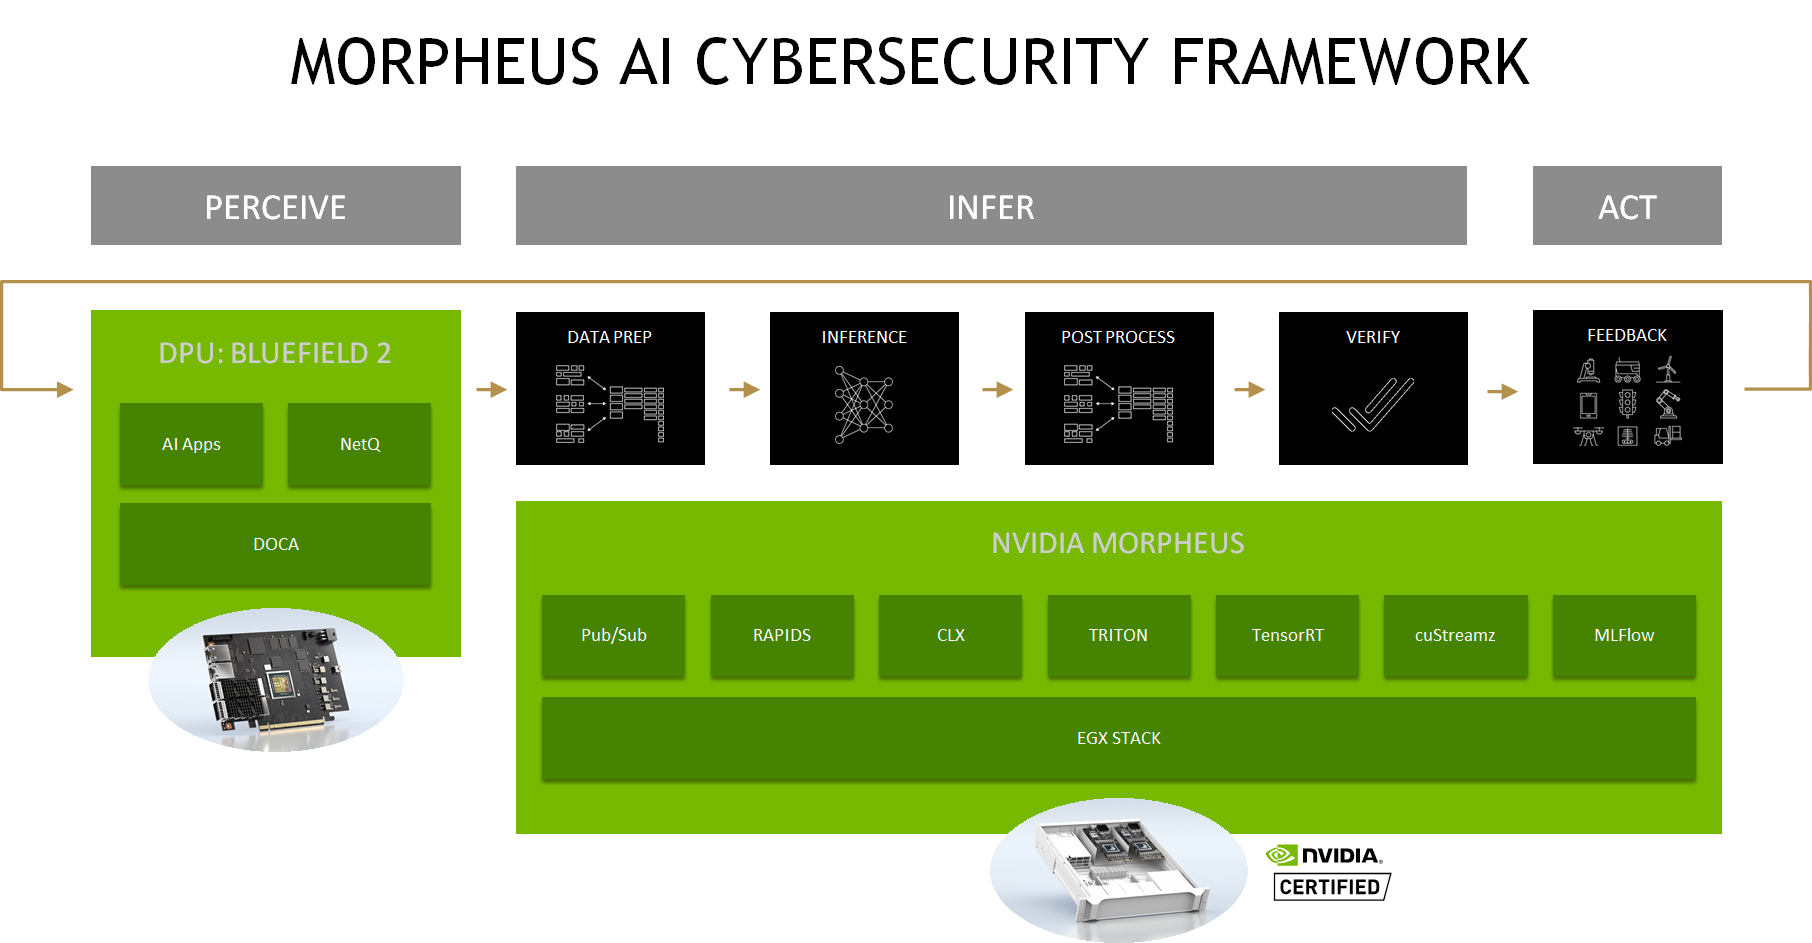 MORPHEUS AI CYBERSECURITY FRAMEWORK
PERCEIVE
INFER
ACT
DPU: BLUEFIELD 2
AI Apps
NetQ
DOCA
DATA PREP
INFERENCE
POST PROCESS
VERIFY
FEEDBACK
NVIDIA MORPHEUS
Pub/Sub
RAPIDS
CLX
TRITON
TensorRT
cuStreamz
MLFlow
EGX STACK
NVIDIA.
CERTIFIED